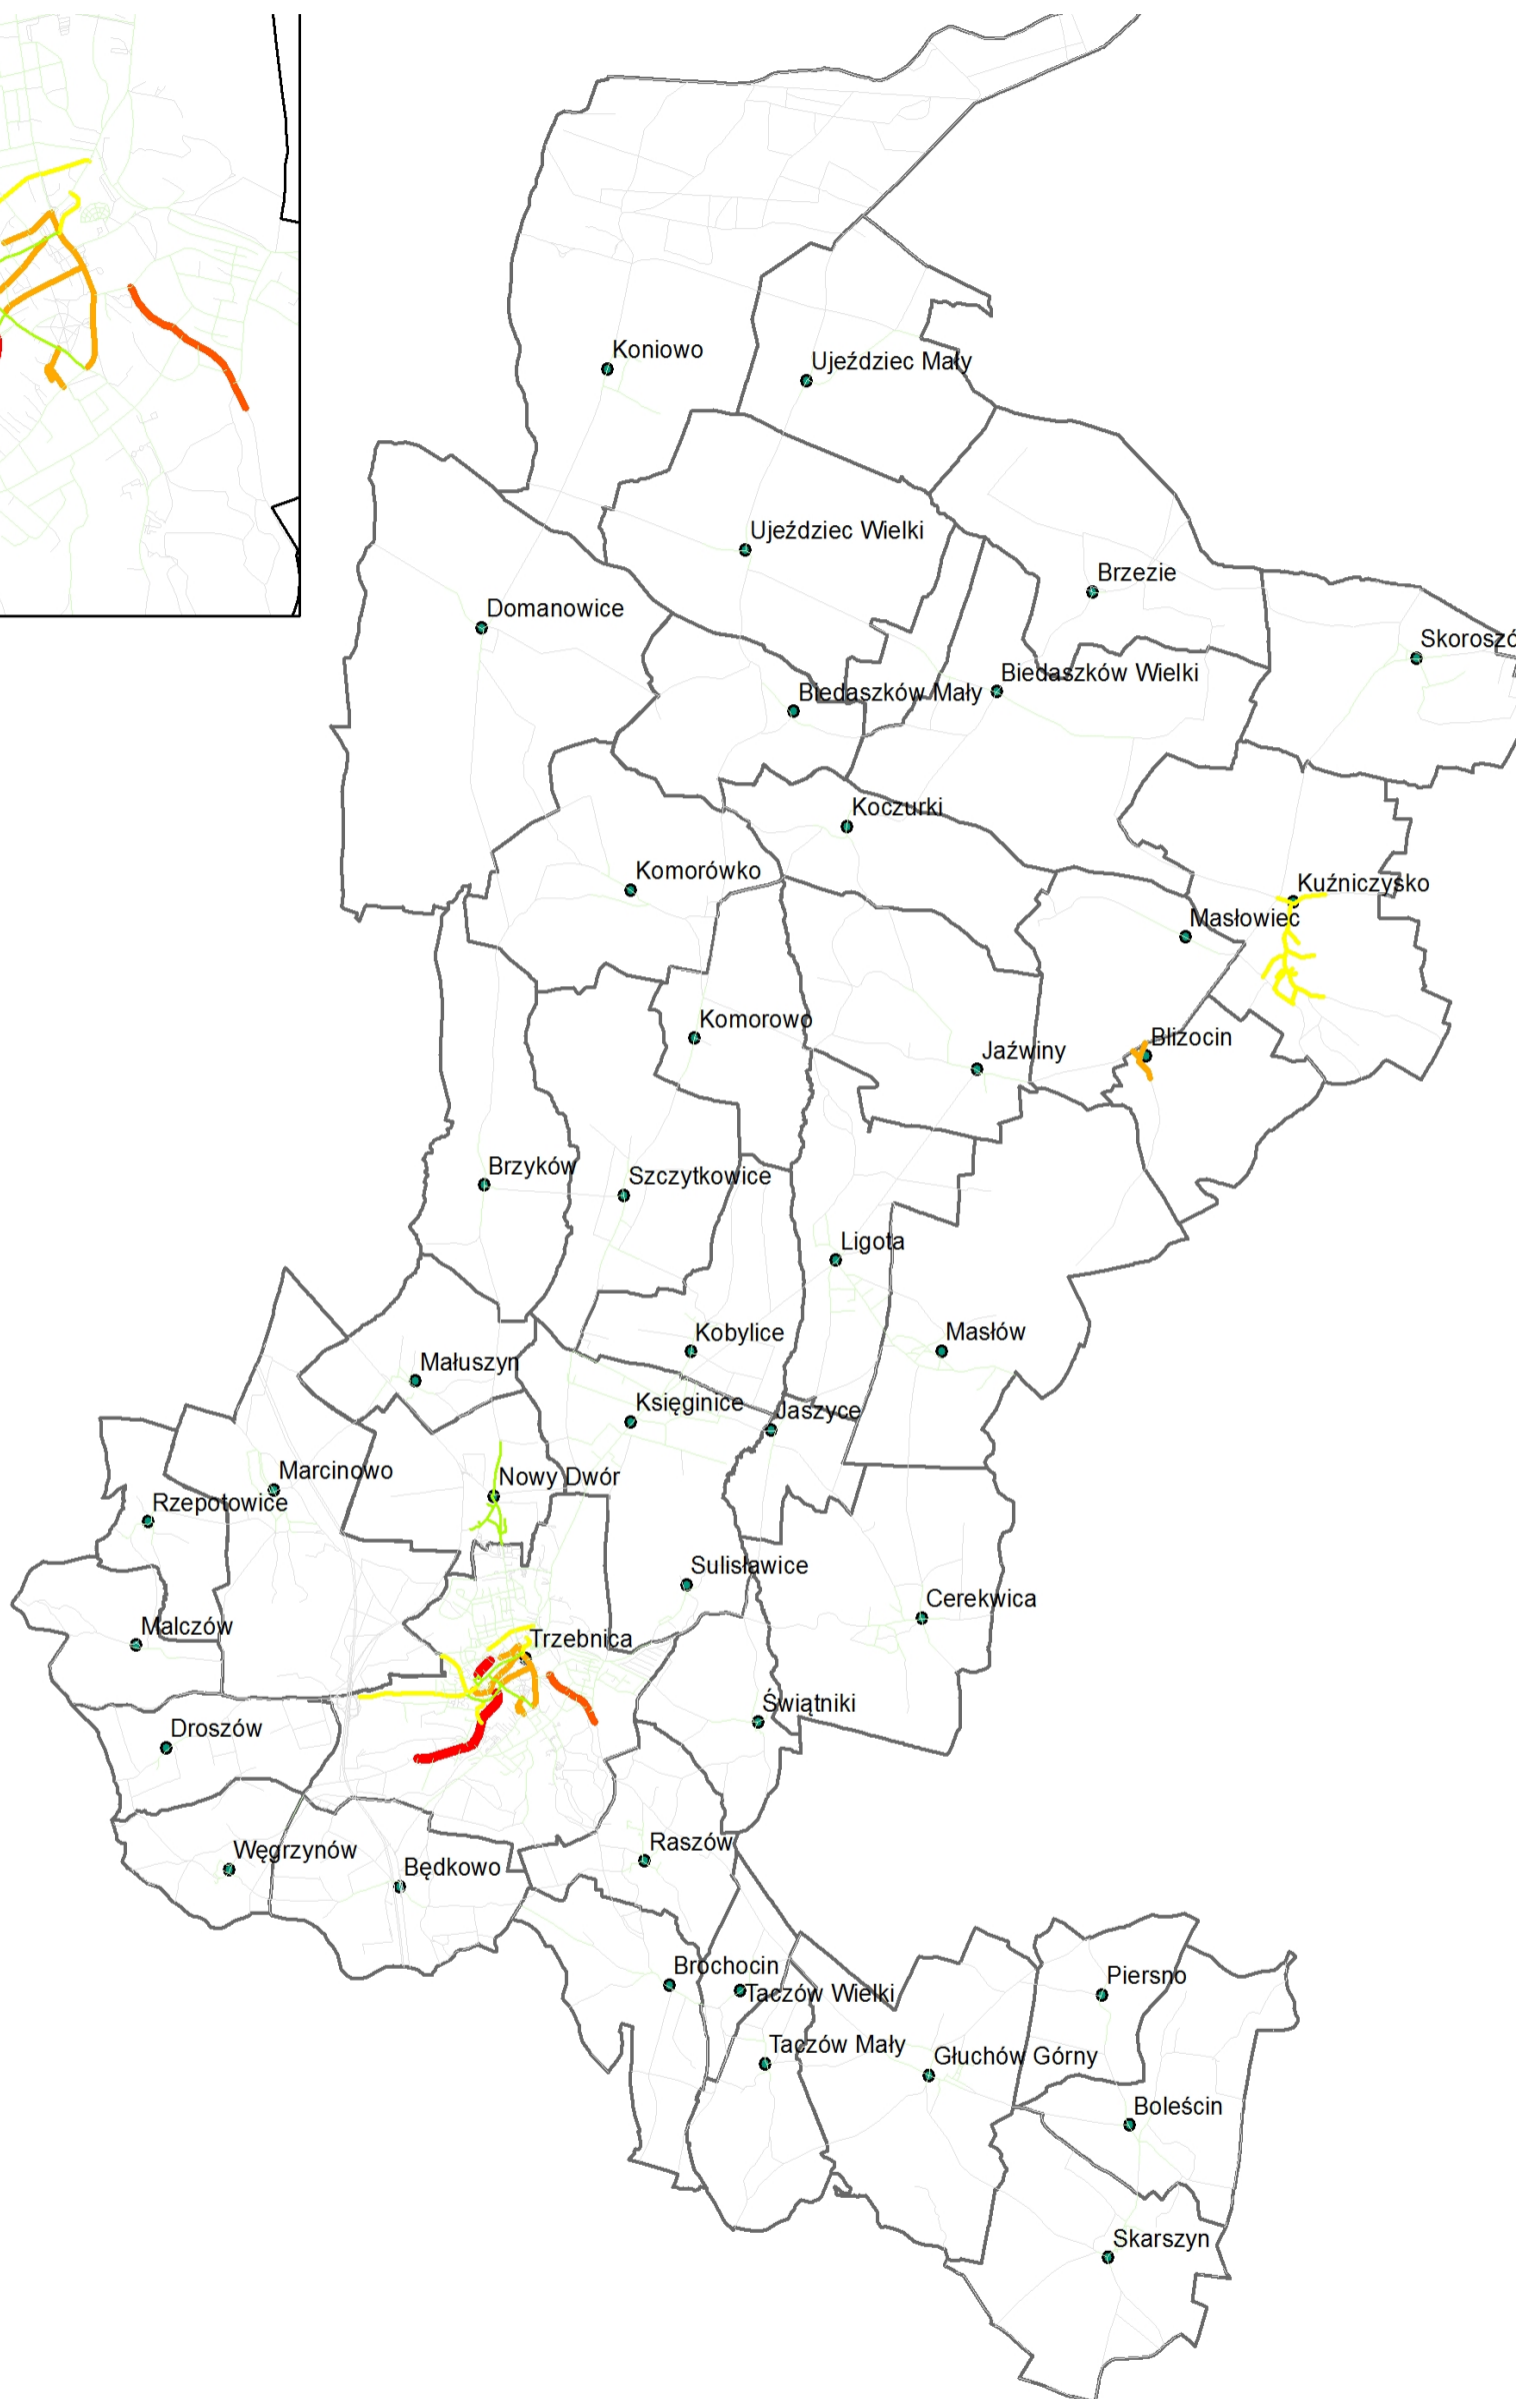 Koniowo
Ujeździec Mały
Ujeździec Wielki
Brzezie
Domanowice
Skoroszó
Biedaszków Wielki
Biedaszków Mały
Koczurki
Komorówko
Kuźniczysko
Masłowiec
Komorowo
Blizocin
Jaźwiny
Brzyków
Szczytkowice
Ligota
Kobylice
Masłów
Małuszyn
Księginice
Jaszyce
Marcinowo
Nowy Dwór
Rzepotowice
Sulisławice
Cerekwica
Malczów
Trzebnica
Świątniki
Droszów
Raszów
Węgrzynów
Będkowo
Brochocin
Piersno
Taczów Wielki
Taczów Mały
Głuchów Górny
Boleścin
Skarszyn